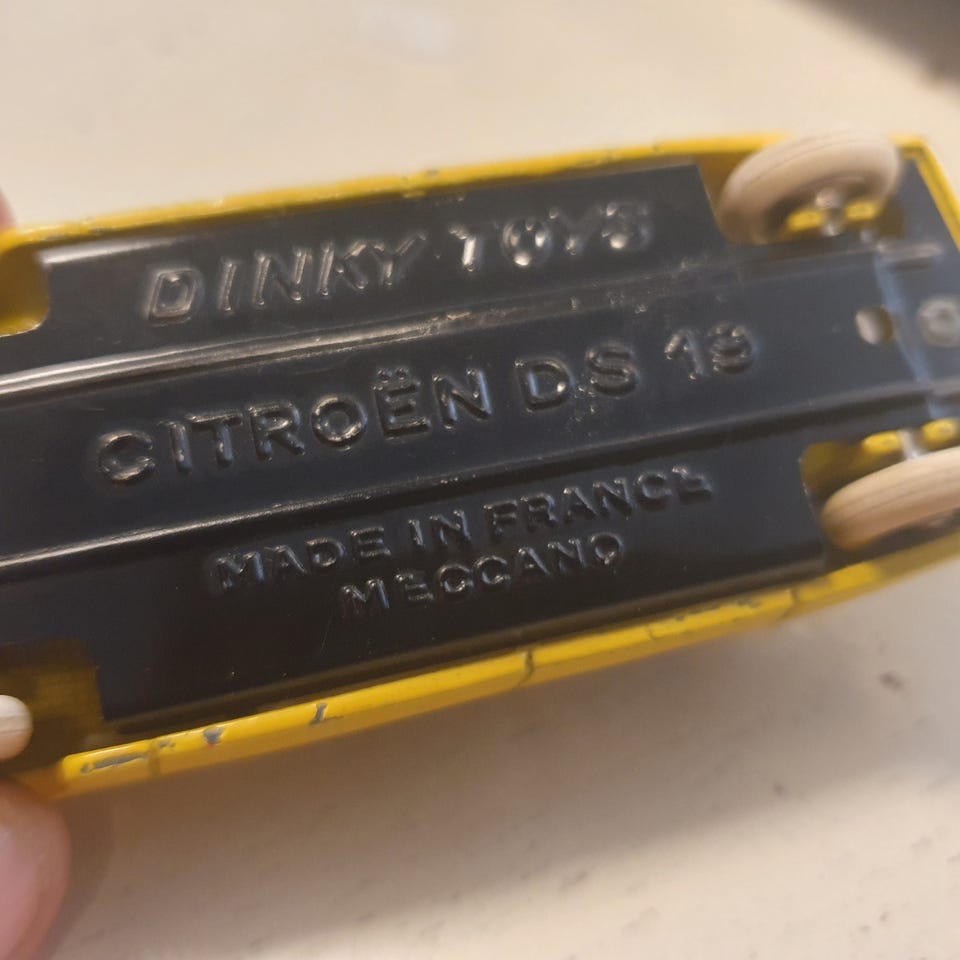 DINKY TOYS
CITROËN DS 19
MADE IN FRANCE
MECCANO